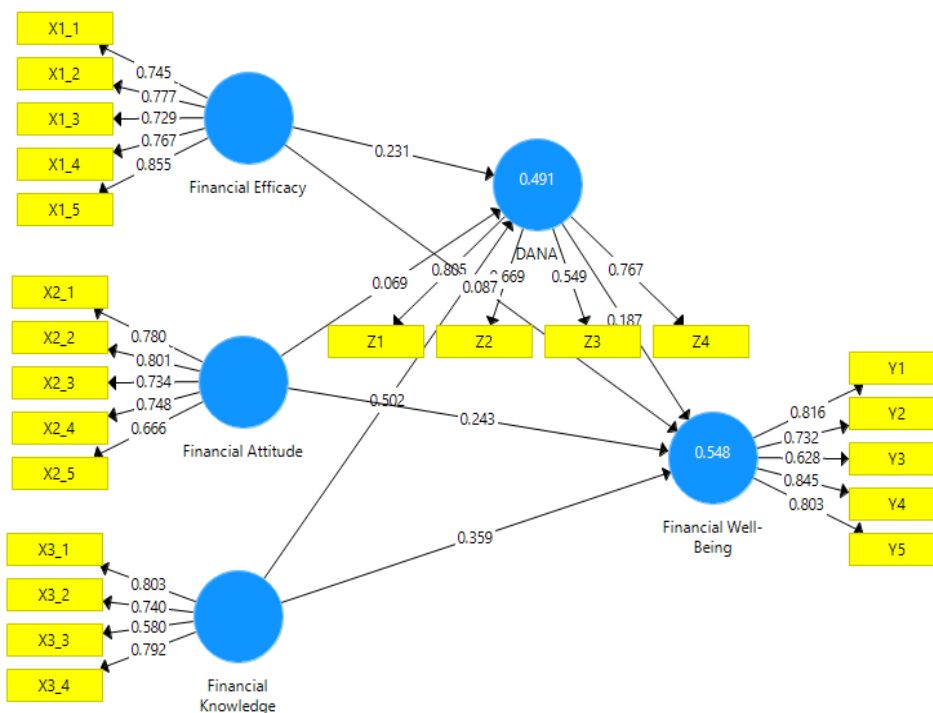 X1_1
X1_2
X1_3
X1_4
X1_5
0.745
0.777
0.729
0.767
0.855
Financial Efficacy
0.231
0.491
DANA
0.069
0.805
0.087
0.669
0.549
0.187
0.767
Z1
Z2
Z3
Z4
X2_1
X2_2
X2_3
X2_4
X2_5
0.780
0.801
0.734
0.748
0.666
Financial Attitude
0.502
0.243
0.548
Financial Well-
Being
0.816
0.732
0.628
0.845
0.803
Y1
Y2
Y3
Y4
Y5
X3_1
X3_2
X3_3
X3_4
0.803
0.740
0.580
0.792
Financial
Knowledge
0.359